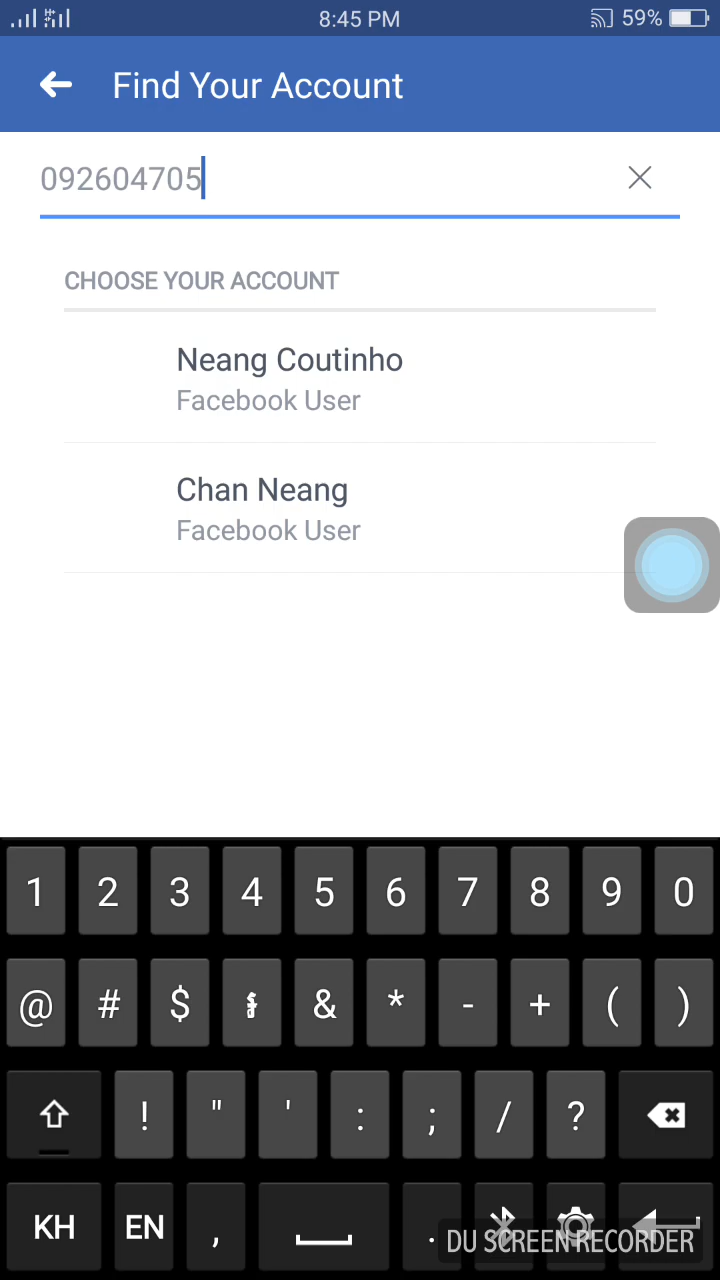 8:45 PM
59%
Find Your Account
092604705
CHOOSE YOUR ACCOUNT
Neang Coutinho
Facebook User
Chan Neang
Facebook User
1 2 3 4 5 6 7 8 9 0
@ # $ & * - + ( )
! " ' : ; / ?
KH EN , .
DU SCREEN RECORDER